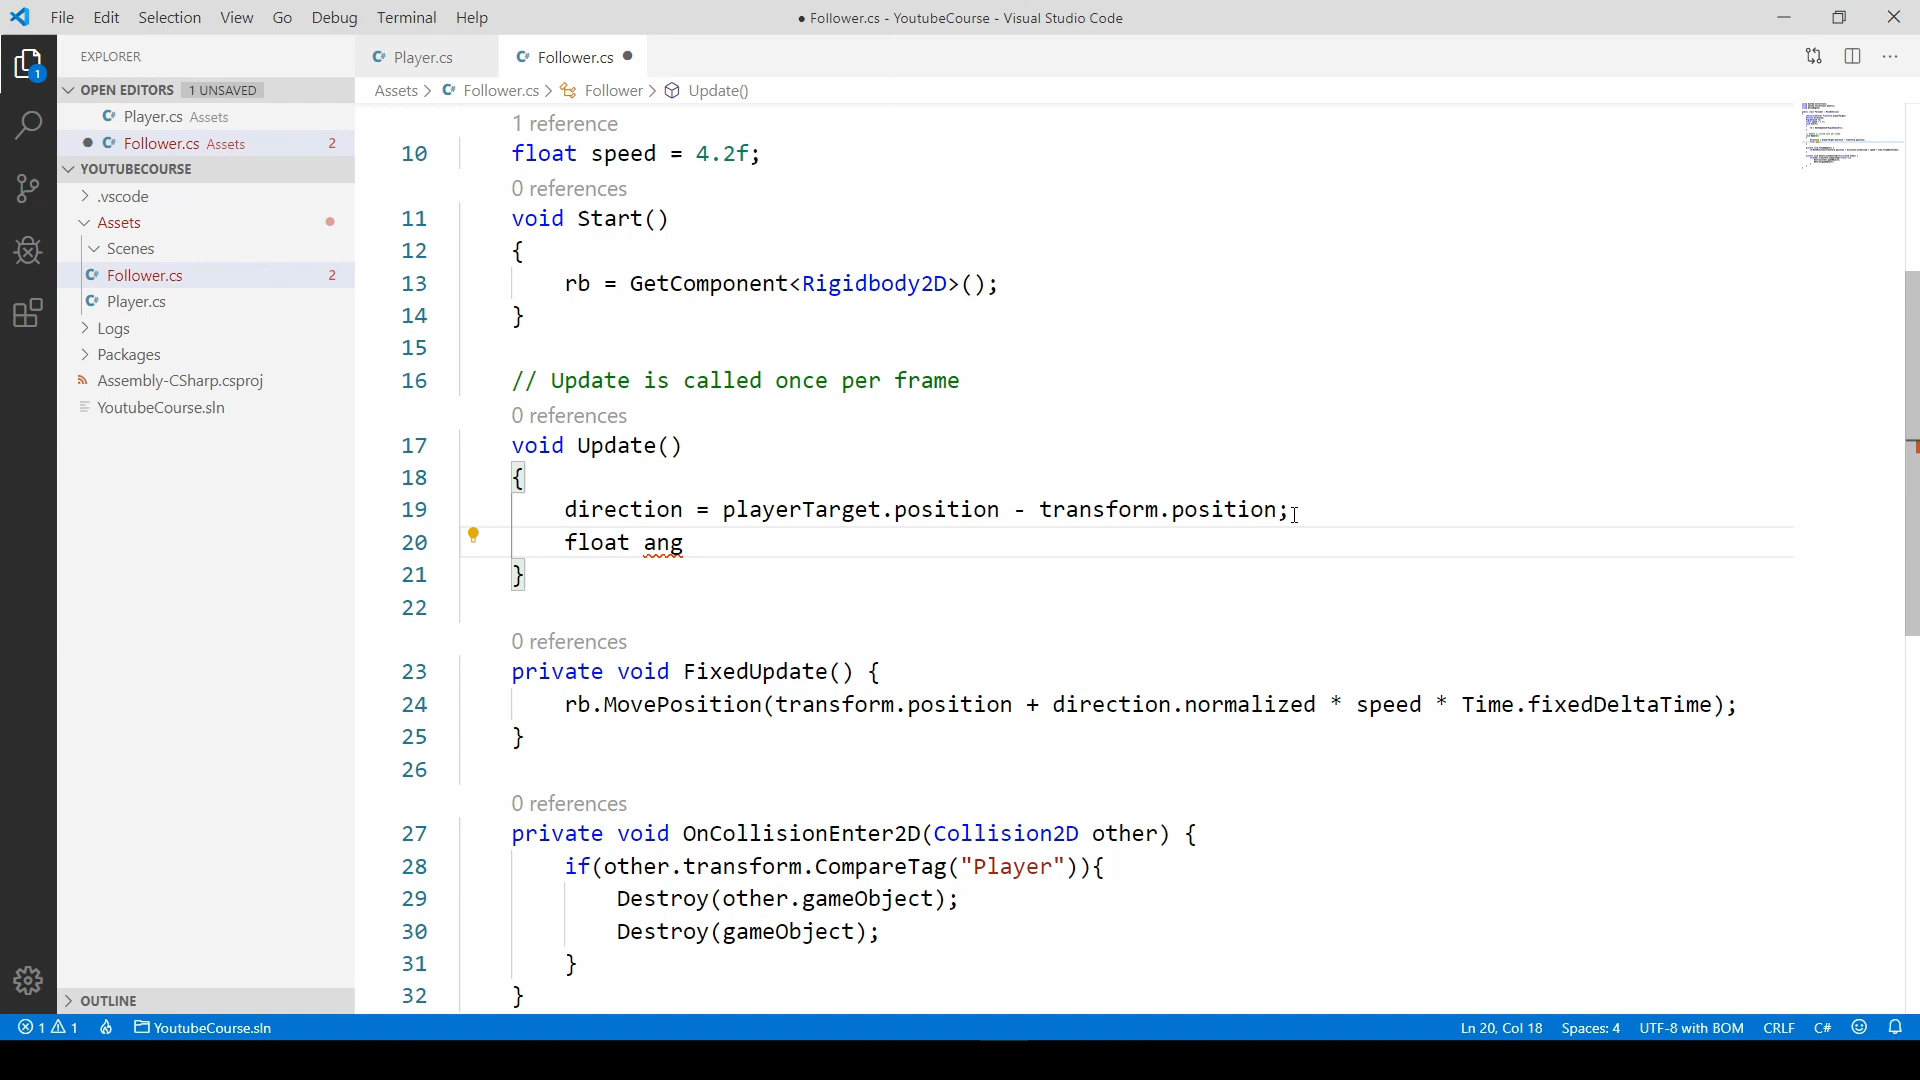 File Edit Selection View Go Debug Terminal Help
● Follower.cs - YoutubeCourse - Visual Studio Code
EXPLORER
OPEN EDITORS 1 UNSAVED
Player.cs Assets
Follower.cs Assets 2
YOUTUBECOURSE
.vscode
Assets
Scenes
Follower.cs 2
Player.cs
Logs
Packages
Assembly-CSharp.csproj
YoutubeCourse.sln
OUTLINE
1
Player.cs Follower.cs
Assets > Follower.cs > Follower > Update()
1 reference
10 float speed = 4.2f;
0 references
11 void Start()
12 {
13 rb = GetComponent<Rigidbody2D>();
14 }
15
16 // Update is called once per frame
0 references
17 void Update()
18 {
19 direction = playerTarget.position - transform.position;
20 float ang
21 }
22
0 references
23 private void FixedUpdate() {
24 rb.MovePosition(transform.position + direction.normalized * speed * Time.fixedDeltaTime);
25 }
26
0 references
27 private void OnCollisionEnter2D(Collision2D other) {
28 if(other.transform.CompareTag("Player")){
29 Destroy(other.gameObject);
30 Destroy(gameObject);
31 }
32 }
1 1 YoutubeCourse.sln
Ln 20, Col 18 Spaces: 4 UTF-8 with BOM CRLF C#